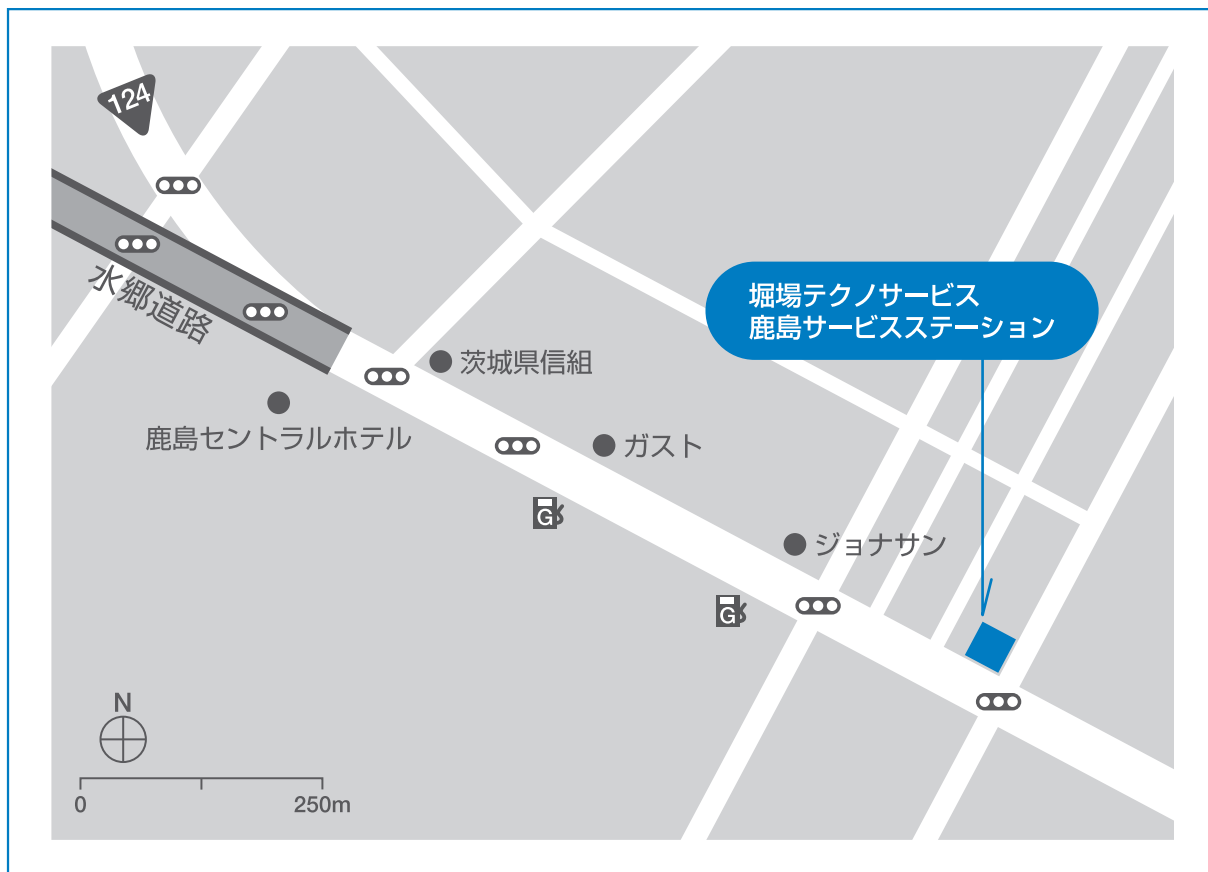 124
水郷道路
堀場テクノサービス
鹿島サービスステーション
茨城県信組
鹿島セントラルホテル
ガスト
G
ジョナサン
G
N
0
250m